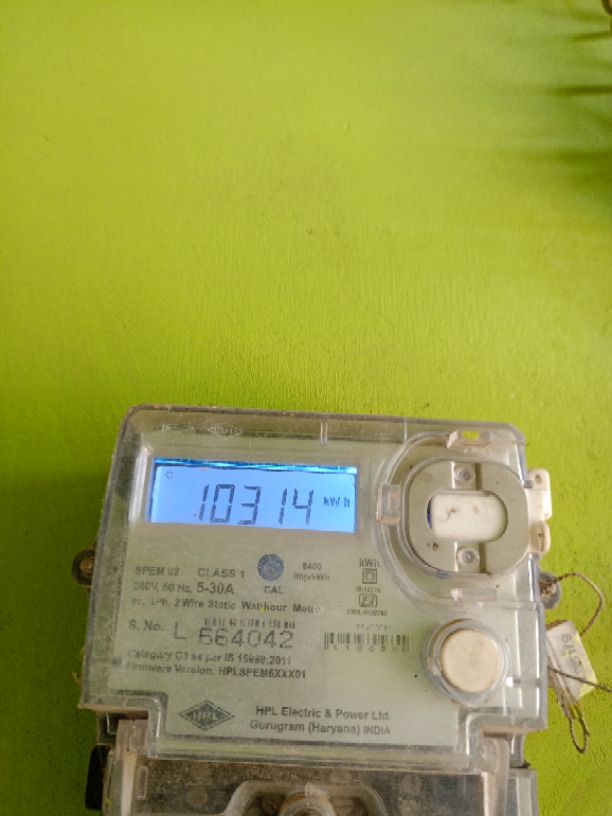 10314 kWh
SPEM 02 CLASS 1 CAL 6400 imp/kWh kWh
240V, 50 Hz, 5-30A
ac, 1Ph, 2 Wire Static Watthour Meter
S. No. L 664042
Category C3 as per IS 15959:2011
Firmware Version: HPLSPEM6XXX01
HPL
HPL Electric & Power Ltd.
Gurugram (Haryana) INDIA